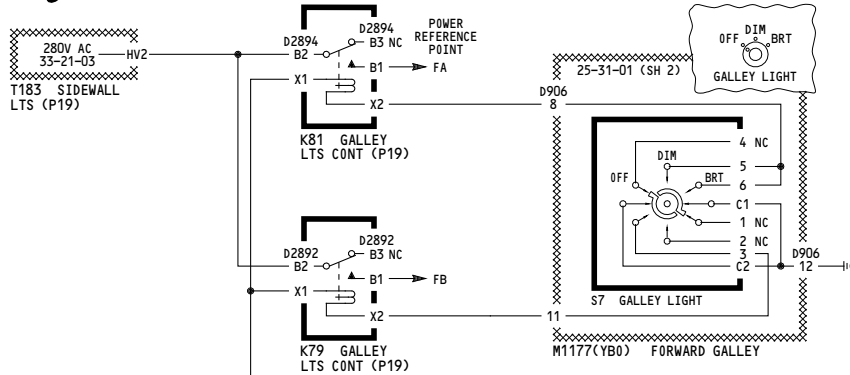 280V AC
33-21-03
HV2
T183 SIDEWALL
LTS (P19)
D2894
D2894
B2
B3 NC
POWER
REFERENCE
POINT
B1
FA
X1
X2
K81 GALLEY
LTS CONT (P19)
D2892
D2892
B2
B3 NC
B1
FB
X1
X2
K79 GALLEY
LTS CONT (P19)
OFF
DIM
BRT
GALLEY LIGHT
25-31-01 (SH 2)
D906
8
4 NC
DIM
5
OFF
BRT
6
C1
1 NC
2 NC
3
C2
D906
12
S7 GALLEY LIGHT
11
M1177(YB0) FORWARD GALLEY